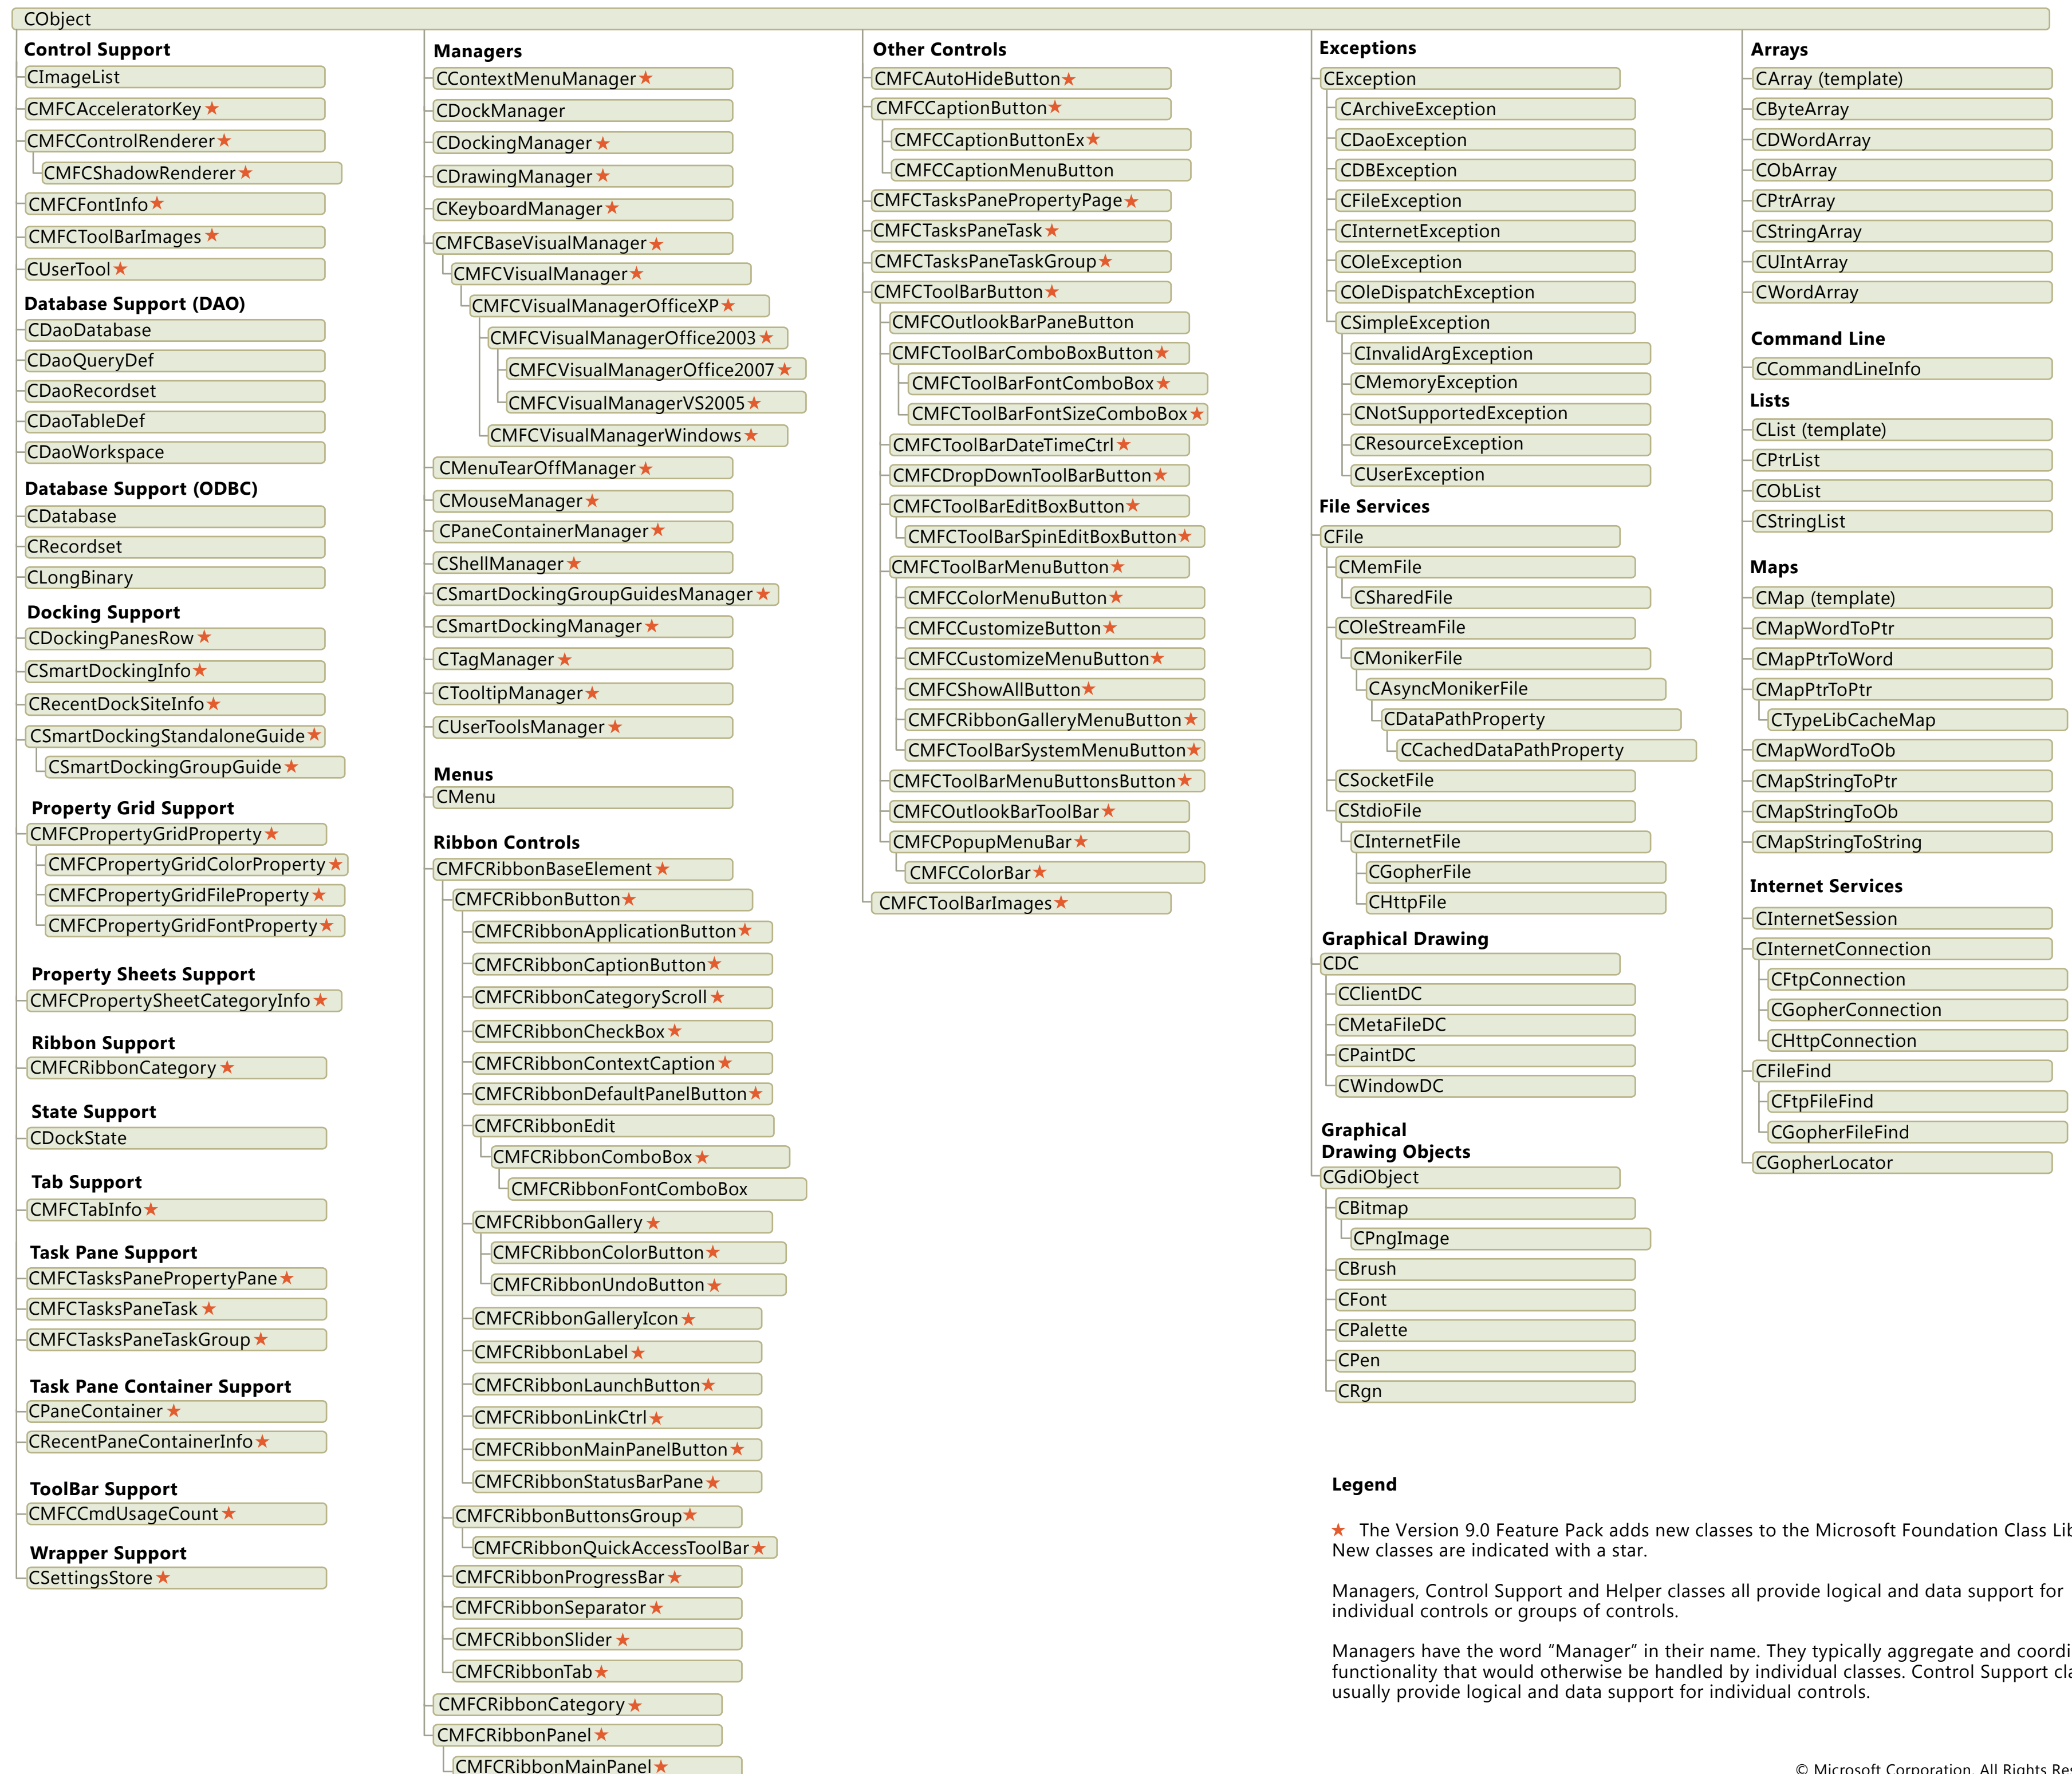 CObject
Control Support
CImageList
CMFCAcceleratorKey
CMFCControlRenderer
CMFCShadowRenderer
CMFCFontInfo
CMFCToolBarImages
CUserTool
Database Support (DAO)
CDaoDatabase
CDaoQueryDef
CDaoRecordset
CDaoTableDef
CDaoWorkspace
Database Support (ODBC)
CDatabase
CRecordset
CLongBinary
Docking Support
CDockingPanesRow
CSmartDockingInfo
CRecentDockSiteInfo
CSmartDockingStandaloneGuide
CSmartDockingGroupGuide
Property Grid Support
CMFCPropertyGridProperty
CMFCPropertyGridColorProperty
CMFCPropertyGridFileProperty
CMFCPropertyGridFontProperty
Property Sheets Support
CMFCPropertySheetCategoryInfo
Ribbon Support
CMFCRibbonCategory
State Support
CDockState
Tab Support
CMFCTabInfo
Task Pane Support
CMFCTasksPanePropertyPane
CMFCTasksPaneTask
CMFCTasksPaneTaskGroup
Task Pane Container Support
CPaneContainer
CRecentPaneContainerInfo
ToolBar Support
CMFCCmdUsageCount
Wrapper Support
CSettingsStore
Managers
CContextMenuManager
CDockManager
CDockingManager
CDrawingManager
CKeyboardManager
CMFCBaseVisualManager
CMFCVisualManager
CMFCVisualManagerOfficeXP
CMFCVisualManagerOffice2003
CMFCVisualManagerOffice2007
CMFCVisualManagerVS2005
CMFCVisualManagerWindows
CMenuTearOffManager
CMouseManager
CPaneContainerManager
CShellManager
CSmartDockingGroupGuidesManager
CSmartDockingManager
CTagManager
CTooltipManager
CUserToolsManager
Menus
CMenu
Ribbon Controls
CMFCRibbonBaseElement
CMFCRibbonButton
CMFCRibbonApplicationButton
CMFCRibbonCaptionButton
CMFCRibbonCategoryScroll
CMFCRibbonCheckBox
CMFCRibbonContextCaption
CMFCRibbonDefaultPanelButton
CMFCRibbonEdit
CMFCRibbonComboBox
CMFCRibbonFontComboBox
CMFCRibbonGallery
CMFCRibbonColorButton
CMFCRibbonUndoButton
CMFCRibbonGalleryIcon
CMFCRibbonLabel
CMFCRibbonLaunchButton
CMFCRibbonLinkCtrl
CMFCRibbonMainPanelButton
CMFCRibbonStatusBarPane
CMFCRibbonButtonsGroup
CMFCRibbonQuickAccessToolBar
CMFCRibbonProgressBar
CMFCRibbonSeparator
CMFCRibbonSlider
CMFCRibbonTab
CMFCRibbonCategory
CMFCRibbonPanel
CMFCRibbonMainPanel
Other Controls
CMFCAutoHideButton
CMFCCaptionButton
CMFCCaptionButtonEx
CMFCCaptionMenuButton
CMFCTasksPanePropertyPage
CMFCTasksPaneTask
CMFCTasksPaneTaskGroup
CMFCToolBarButton
CMFCOutlookBarPaneButton
CMFCToolBarComboBoxButton
CMFCToolBarFontComboBox
CMFCToolBarFontSizeComboBox
CMFCToolBarDateTimeCtrl
CMFCDropDownToolBarButton
CMFCToolBarEditBoxButton
CMFCToolBarSpinEditBoxButton
CMFCToolBarMenuButton
CMFCColorMenuButton
CMFCCustomizeButton
CMFCCustomizeMenuButton
CMFCShowAllButton
CMFCRibbonGalleryMenuButton
CMFCToolBarSystemMenuButton
CMFCToolBarMenuButtonsButton
CMFCOutlookBarToolBar
CMFCPopupMenuBar
CMFCColorBar
CMFCToolBarImages
Exceptions
CException
CArchiveException
CDaoException
CDBException
CFileException
CInternetException
COleException
COleDispatchException
CSimpleException
CInvalidArgException
CMemoryException
CNotSupportedException
CResourceException
CUserException
File Services
CFile
CMemFile
CSharedFile
COleStreamFile
CMonikerFile
CAsyncMonikerFile
CDataPathProperty
CCachedDataPathProperty
CSocketFile
CStdioFile
CInternetFile
CGopherFile
CHttpFile
Graphical Drawing
CDC
CClientDC
CMetaFileDC
CPaintDC
CWindowDC
Graphical
Drawing Objects
CGdiObject
CBitmap
CPngImage
CBrush
CFont
CPalette
CPen
CRgn
Arrays
CArray (template)
CByteArray
CDWordArray
CObArray
CPtrArray
CStringArray
CUIntArray
CWordArray
Command Line
CCommandLineInfo
Lists
CList (template)
CPtrList
CObList
CStringList
Maps
CMap (template)
CMapWordToPtr
CMapPtrToWord
CMapPtrToPtr
CTypeLibCacheMap
CMapWordToOb
CMapStringToPtr
CMapStringToOb
CMapStringToString
Internet Services
CInternetSession
CInternetConnection
CFtpConnection
CGopherConnection
CHttpConnection
CFileFind
CFtpFileFind
CGopherFileFind
CGopherLocator
Legend
★ The Version 9.0 Feature Pack adds new classes to the Microsoft Foundation Class Lib
New classes are indicated with a star.
Managers, Control Support and Helper classes all provide logical and data support for
individual controls or groups of controls.
Managers have the word “Manager” in their name. They typically aggregate and coordi
functionality that would otherwise be handled by individual classes. Control Support cla
usually provide logical and data support for individual controls.
© Microsoft Corporation. All Rights Res